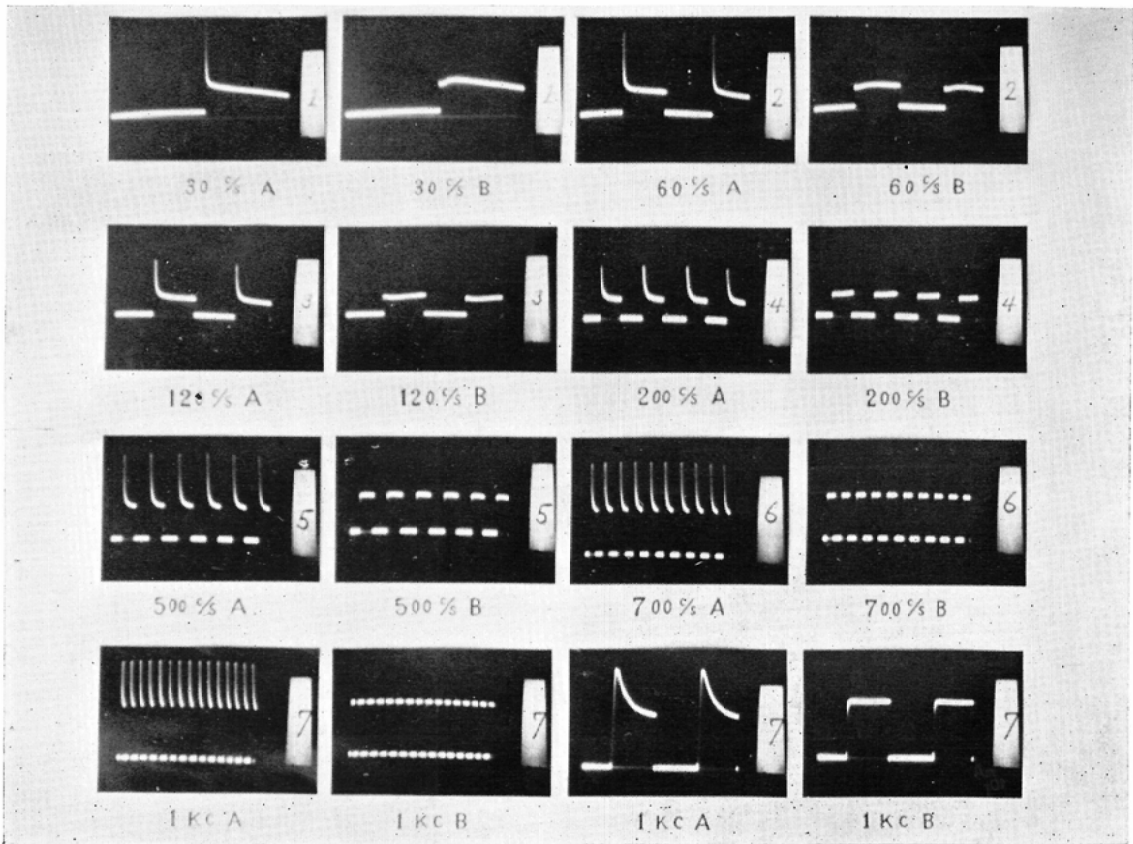 1 1 2 2
30 c/s A 30 c/s B 60 c/s A 60 c/s B
3 3 4 4
120 c/s A 120 c/s B 200 c/s A 200 c/s B
5 5 6 6
500 c/s A 500 c/s B 700 c/s A 700 c/s B
7 7 7 7
1 KC A 1 KC B 1 KC A 1 KC B